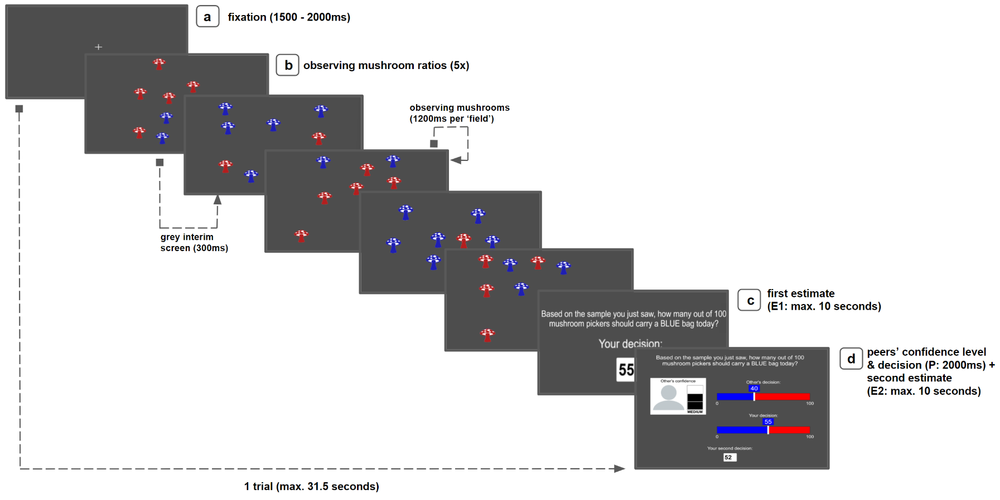 a
fixation (1500 - 2000ms)
b
observing mushroom ratios (5x)
observing mushrooms
(1200ms per ‘field’)
grey interim
screen (300ms)
c
first estimate
(E1: max. 10 seconds)
Based on the sample you just saw, how many out of 100
mushroom pickers should carry a BLUE bag today?
Your decision:
55
d
peers’ confidence level
& decision (P: 2000ms) +
second estimate
(E2: max. 10 seconds)
Based on the sample you just saw, how many out of 100
mushroom pickers should carry a BLUE bag today?
Other's confidence
MEDIUM
Other's decision:
40
0 100
Your decision:
55
0 100
Your second decision:
52
1 trial (max. 31.5 seconds)